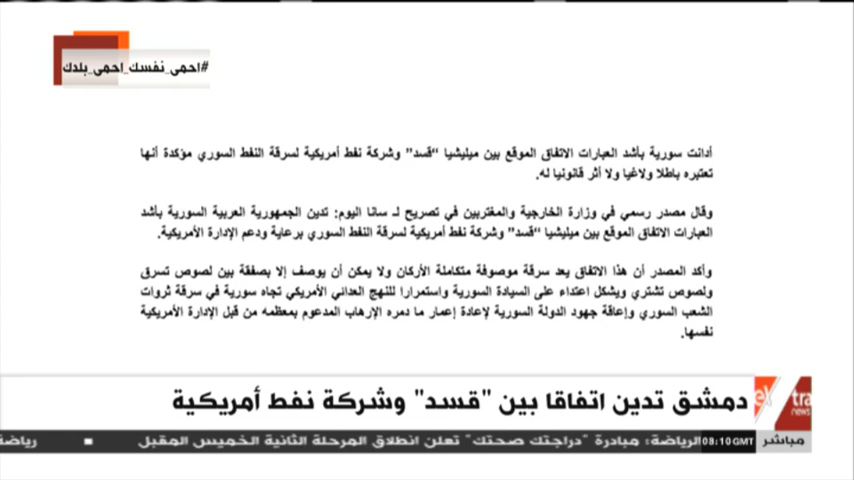 #احمى_نفسك_احمى_بلدك
أدانت سورية بأشد العبارات الاتفاق الموقع بين ميليشيا "قسد" وشركة نفط أمريكية لسرقة النفط السوري مؤكدة أنها
تعتبره باطلا ولاغيا ولا أثر قانونيا له.
وقال مصدر رسمي في وزارة الخارجية والمغتربين في تصريح لـ سانا اليوم: تدين الجمهورية العربية السورية بأشد
العبارات الاتفاق الموقع بين ميليشيا "قسد" وشركة نفط أمريكية لسرقة النفط السوري برعاية ودعم الإدارة الأمريكية.
وأكد المصدر أن هذا الاتفاق يعد سرقة موصوفة متكاملة الأركان ولا يمكن أن يوصف إلا بصفقة بين لصوص تسرق
ولصوص تشتري ويشكل اعتداء على السيادة السورية واستمرارا للنهج العدائي الأمريكي تجاه سورية في سرقة ثروات
الشعب السوري وإعاقة جهود الدولة السورية لإعادة إعمار ما دمره الإرهاب المدعوم بمعظمه من قبل الإدارة الأمريكية
نفسها.
دمشق تدين اتفاقا بين "قسد" وشركة نفط أمريكية
tra
news
مباشر
08:10 GMT
الرياضة: مبادرة "دراجتك صحتك" تعلن انطلاق المرحلة الثانية الخميس المقبل
رياضة